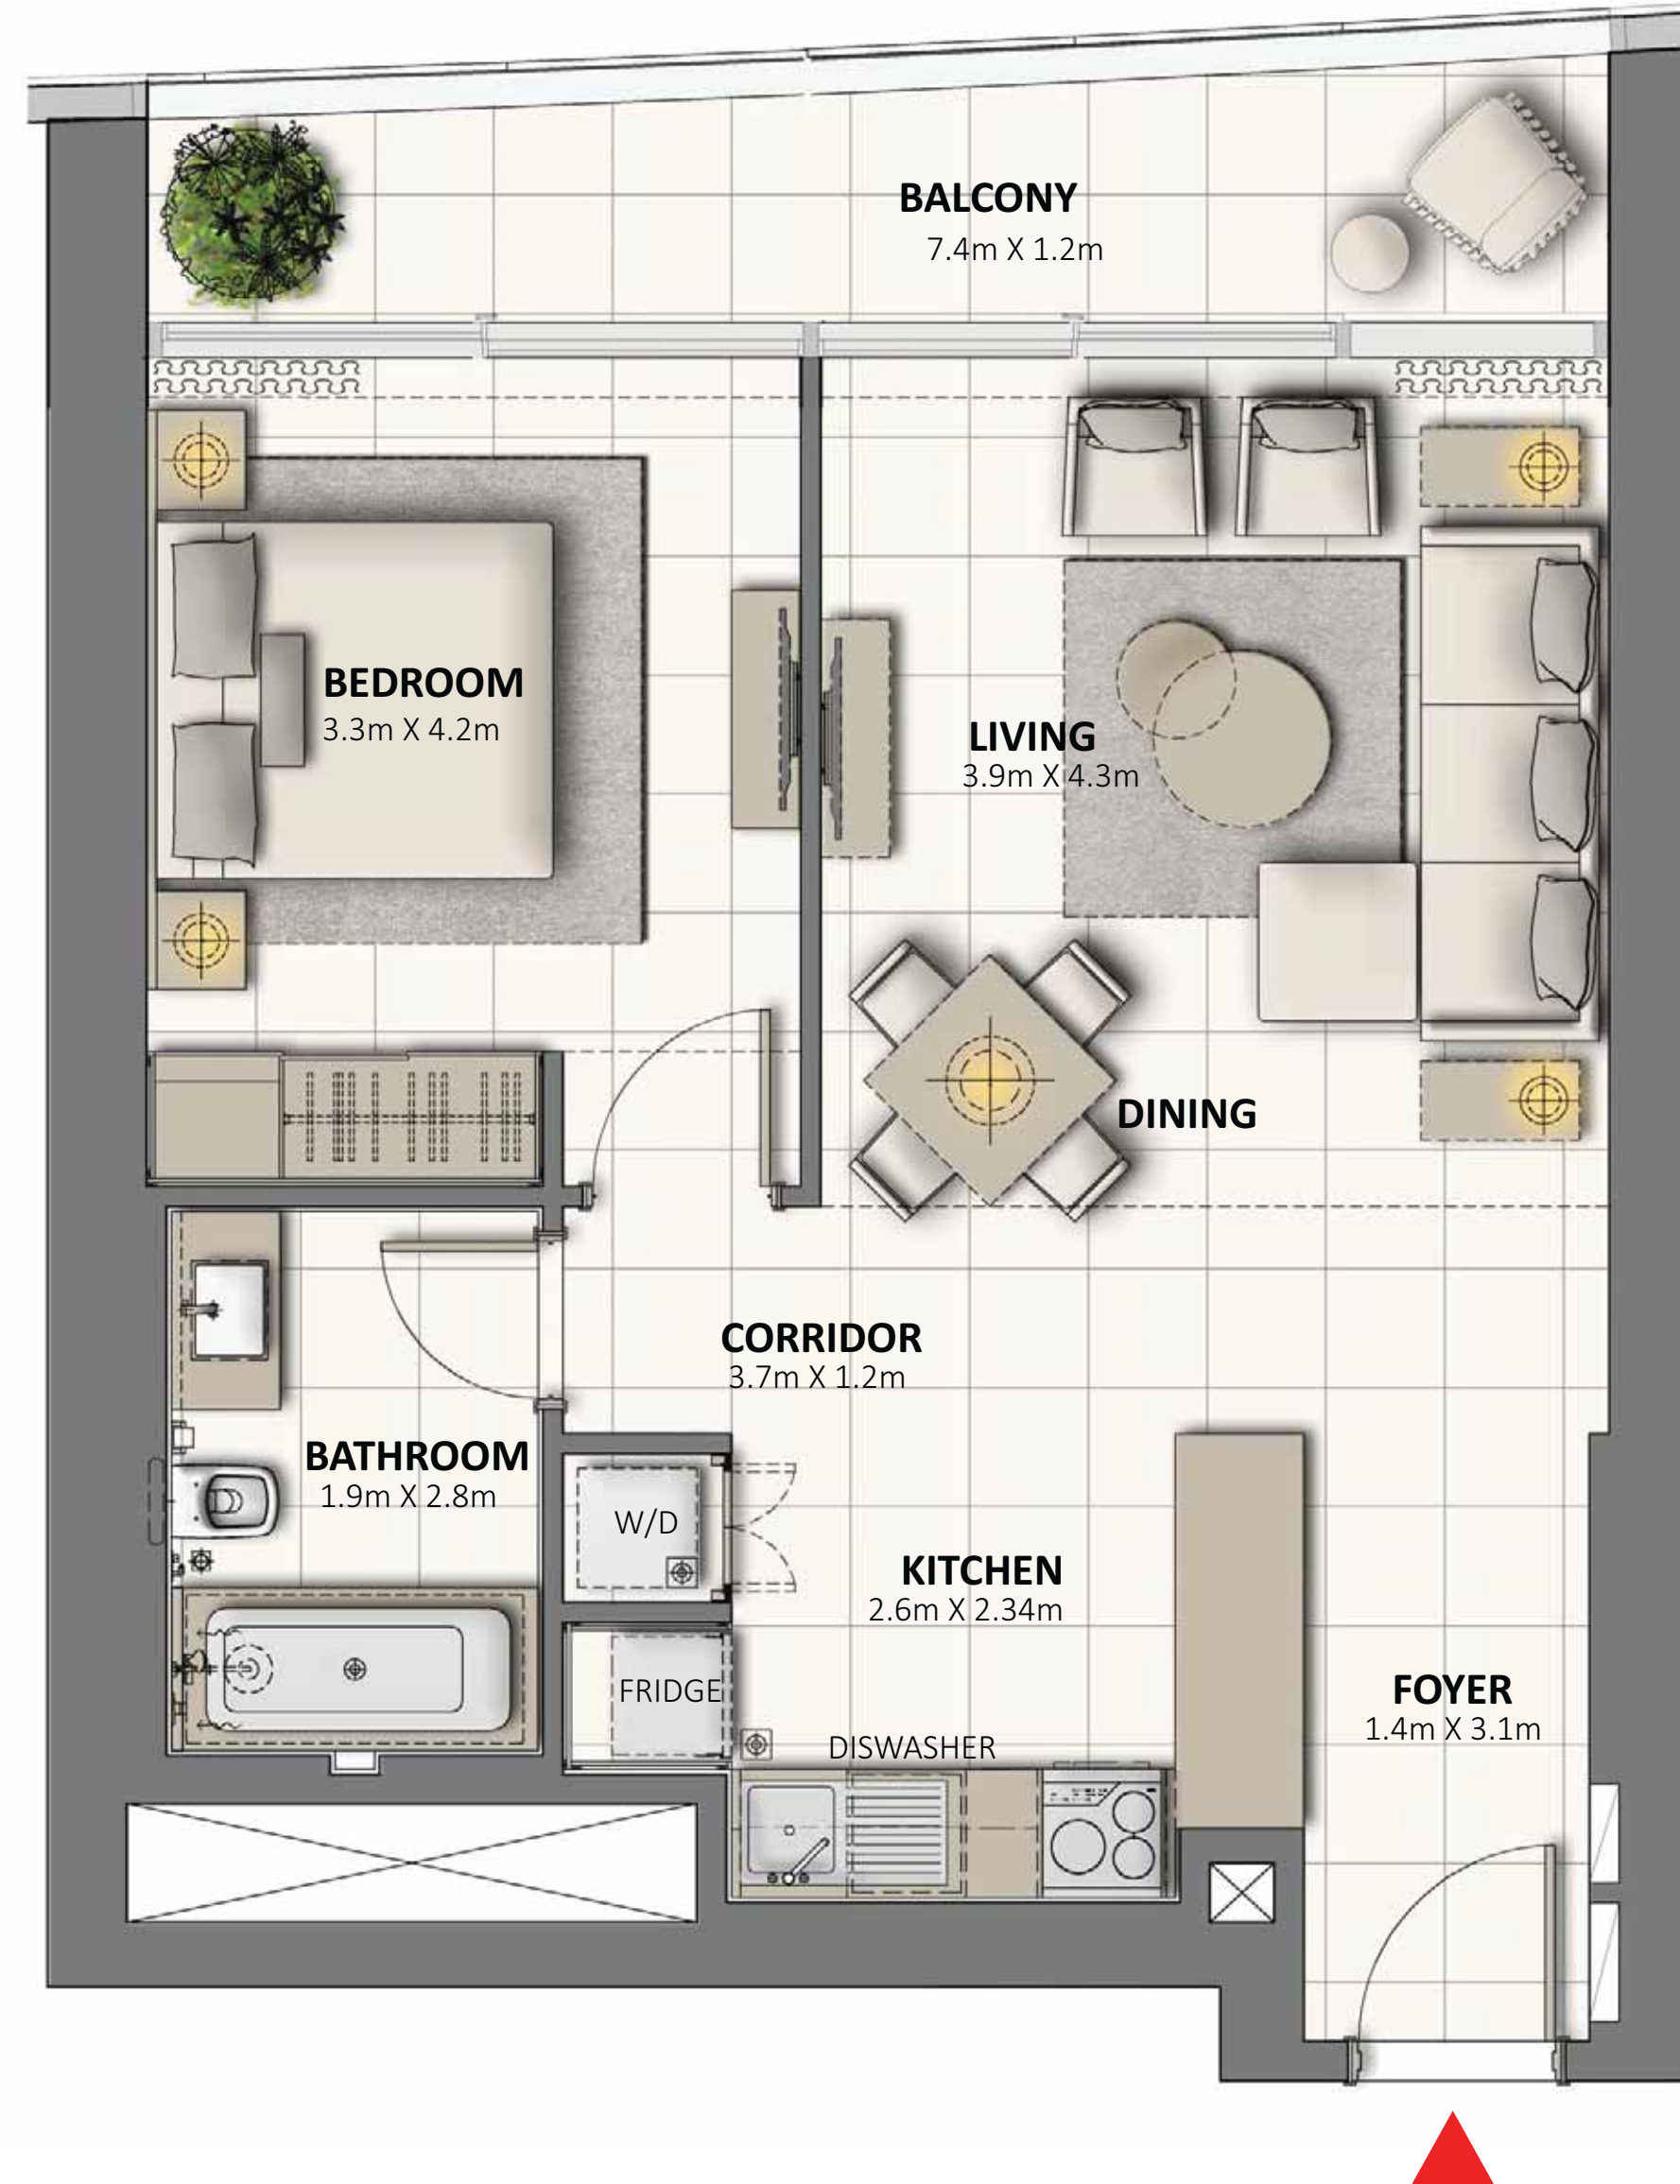 BALCONY
7.4m X 1.2m
BEDROOM
3.3m X 4.2m
LIVING
3.9m X 4.3m
DINING
CORRIDOR
3.7m X 1.2m
BATHROOM
1.9m X 2.8m
W/D
KITCHEN
2.6m X 2.34m
FRIDGE
FOYER
1.4m X 3.1m
DISWASHER